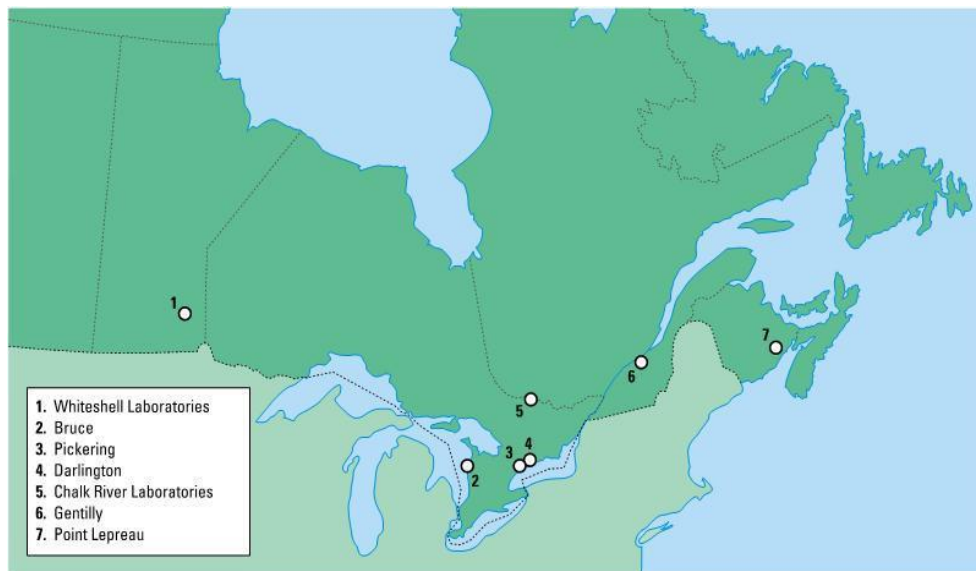 1
7
6
5
4
3
2
1. Whiteshell Laboratories
2. Bruce
3. Pickering
4. Darlington
5. Chalk River Laboratories
6. Gentilly
7. Point Lepreau